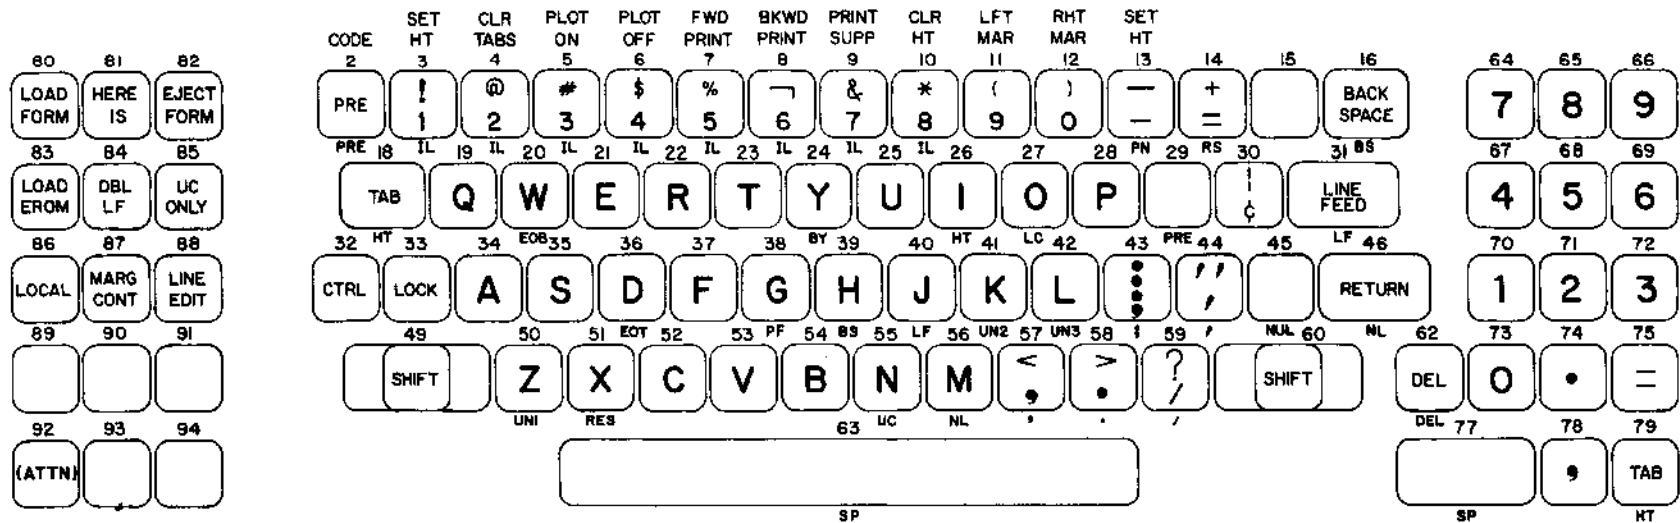 SET CLR PLOT PLOT FWD BKWD PRINT CLR LFT RHT SET
CODE HT TABS ON OFF PRINT PRINT SUPP HT MAR MAR HT
80 81 82 2 3 4 5 6 7 8 9 10 11 12 13 14 15 16 64 65 66
LOAD HERE EJECT ! @ # $ % ¬ & * ( ) — + BACK
FORM IS FORM PRE 1 2 3 4 5 6 7 8 9 0 - = SPACE 7 8 9
PRE IL IL IL IL IL IL IL IL PN RS BS
83 84 85 18 19 20 21 22 23 24 25 26 27 28 29 30 31 67 68 69
LOAD DBL UC TAB Q W E R T Y U I O P ¦ LINE 4 5 6
EROM LF ONLY ¢ FEED
HT EOB BY HT LC PRE LF
86 87 88 32 33 34 35 36 37 38 39 40 41 42 43 44 45 46 70 71 72
LOCAL MARG LINE CTRL LOCK A S D F G H J K L : " RETURN 1 2 3
CONT EDIT ; '
EOT PF BS LF UN2 UN3 ; ' NUL NL
89 90 91 49 50 51 52 53 54 55 56 57 58 59 60 62 73 74 75
SHIFT Z X C V B N M < > ? SHIFT DEL 0 . =
, . /
UNI RES UC NL , . / DEL
92 93 94 63 77 78 79
(ATTN) , TAB
SP SP HT